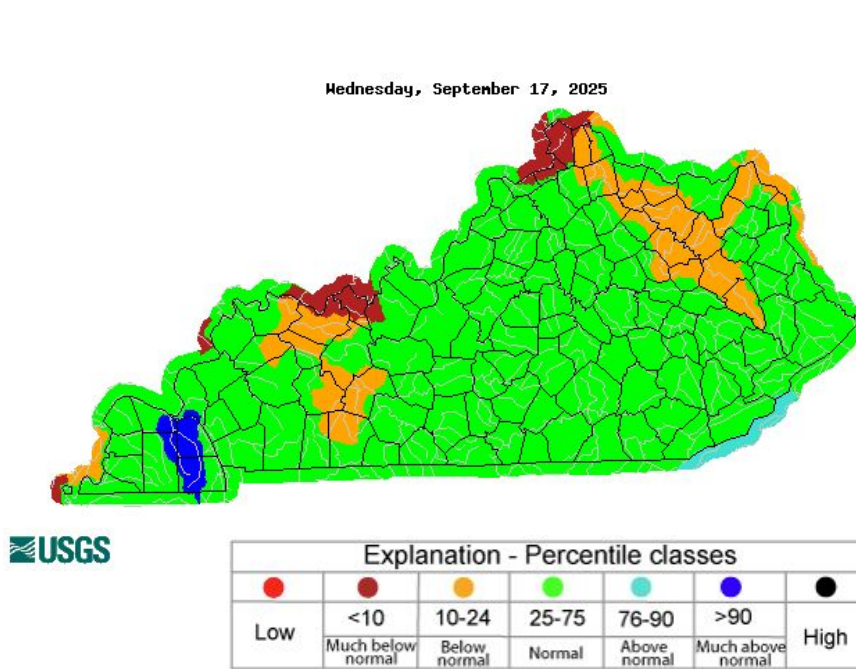 Wednesday, September 17, 2025
USGS
Explanation - Percentile classes
Low
<10
10-24
25-75
76-90
>90
High
Much below
normal
Below
normal
Normal
Above
normal
Much above
normal